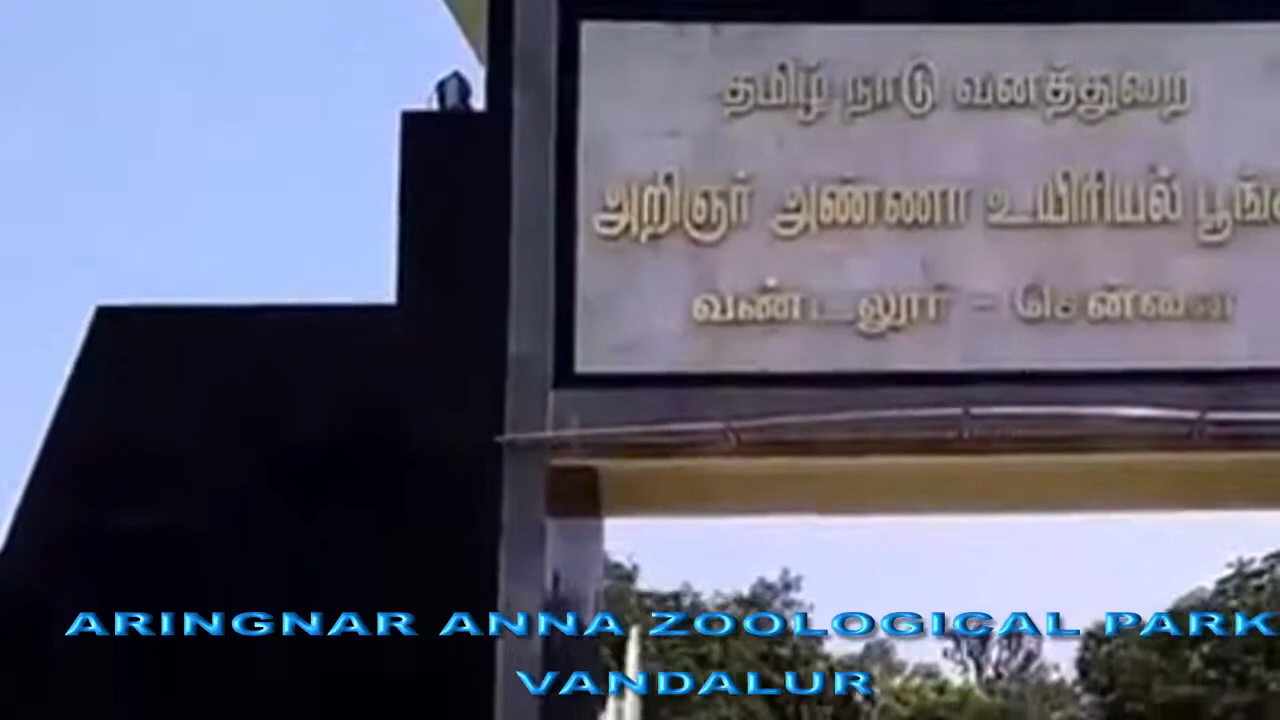 தமிழ் நாடு வனத்துறை
அறிஞர் அண்ணா உயிரியல்
வண்டலூர் - சென்னை
ARINGNAR ANNA ZOOLOGICAL PARK
VANDALUR